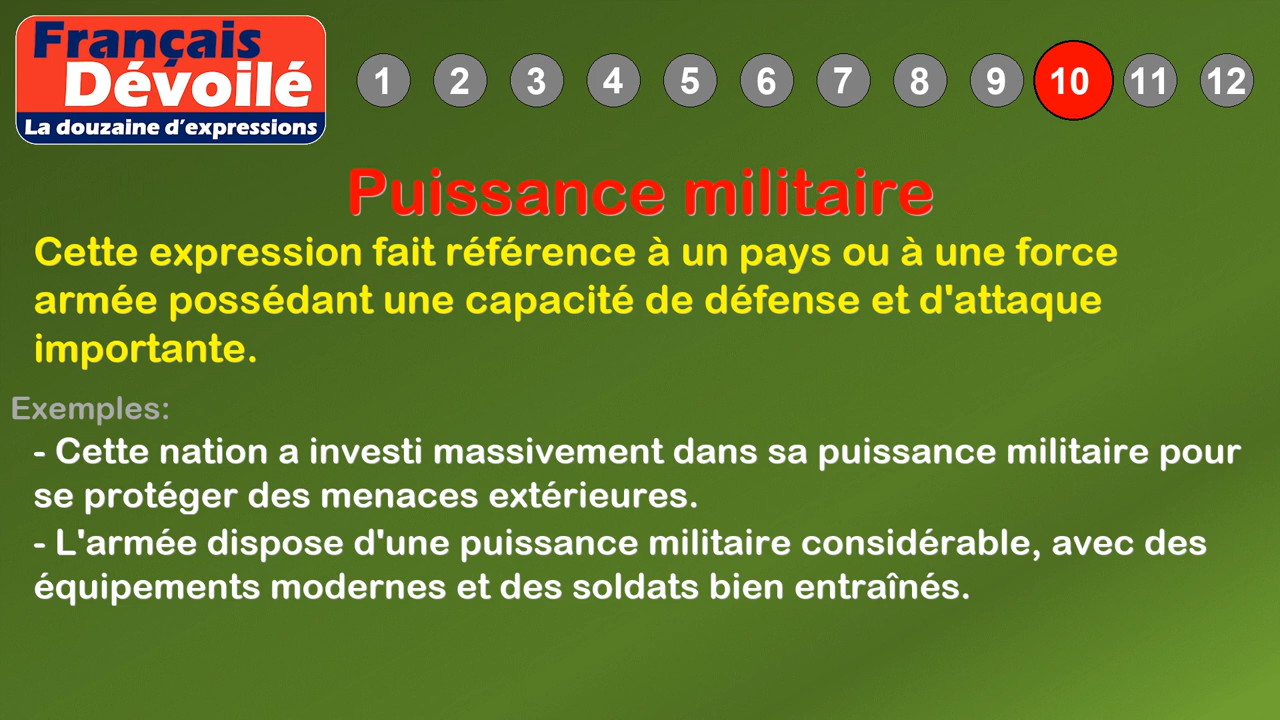 Français
Dévoilé
La douzaine d’expressions
1 2 3 4 5 6 7 8 9 10 11 12
Puissance militaire
Cette expression fait référence à un pays ou à une force
armée possédant une capacité de défense et d'attaque
importante.
Exemples:
- Cette nation a investi massivement dans sa puissance militaire pour
se protéger des menaces extérieures.
- L'armée dispose d'une puissance militaire considérable, avec des
équipements modernes et des soldats bien entraînés.